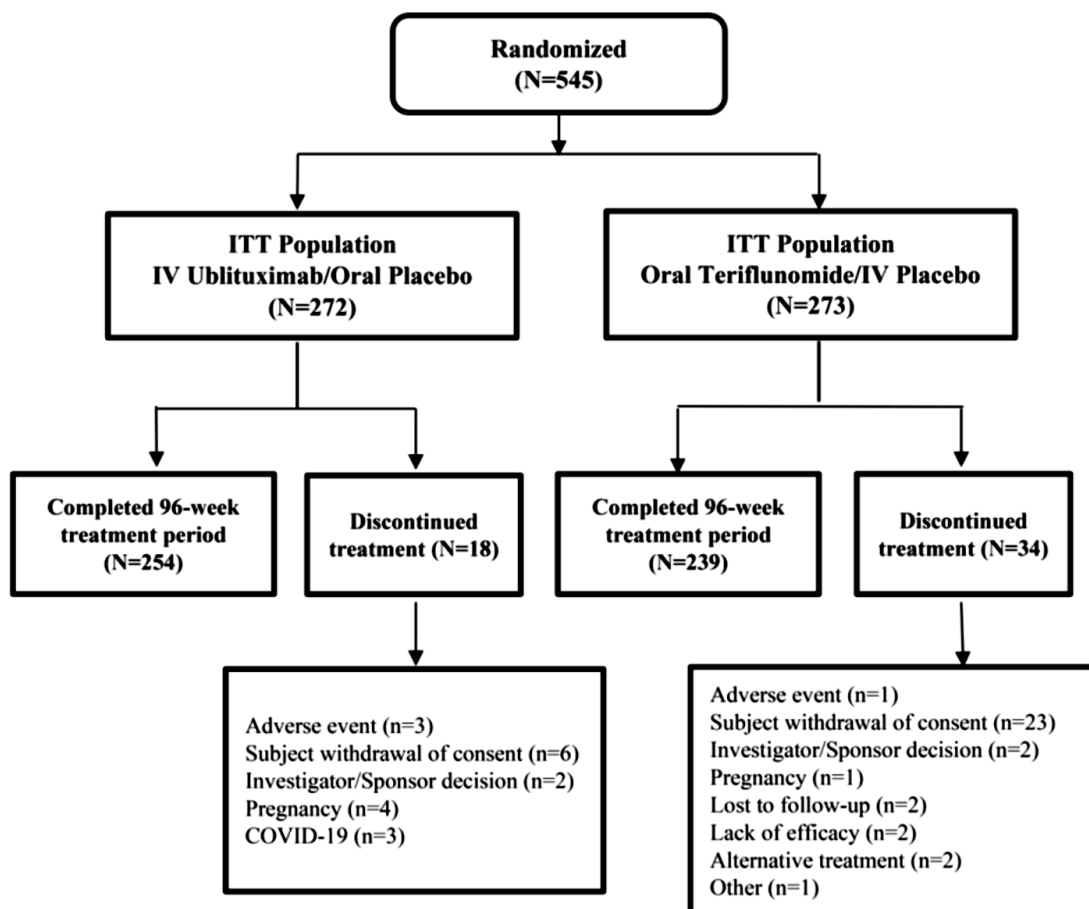 Randomized
(N=545)
ITT Population
IV Ublituximab/Oral Placebo
(N=272)
ITT Population
Oral Teriflunomide/IV Placebo
(N=273)
Completed 96-week
treatment period
(N=254)
Discontinued
treatment (N=18)
Completed 96-week
treatment period
(N=239)
Discontinued
treatment (N=34)
Adverse event (n=3)
Subject withdrawal of consent (n=6)
Investigator/Sponsor decision (n=2)
Pregnancy (n=4)
COVID-19 (n=3)
Adverse event (n=1)
Subject withdrawal of consent (n=23)
Investigator/Sponsor decision (n=2)
Pregnancy (n=1)
Lost to follow-up (n=2)
Lack of efficacy (n=2)
Alternative treatment (n=2)
Other (n=1)